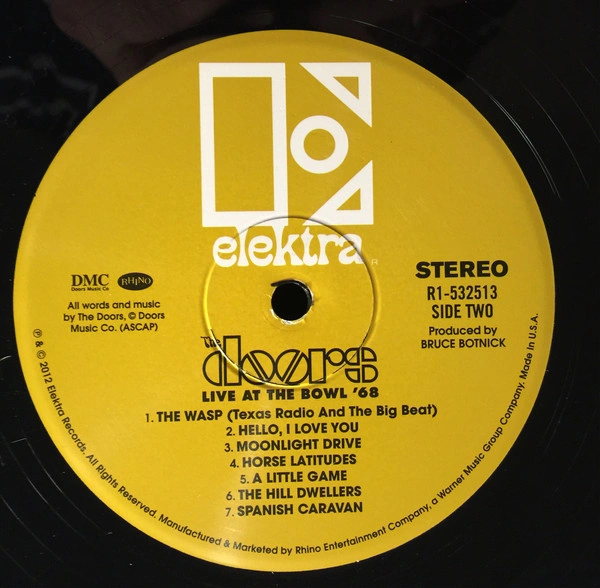 elektra
R
DMC
Doors Music Co
RHINO
All words and music
by The Doors, © Doors
Music Co. (ASCAP)
STEREO
R1-532513
SIDE TWO
Produced by
BRUCE BOTNICK
The
doors
LIVE AT THE BOWL '68
1. THE WASP (Texas Radio And The Big Beat)
2. HELLO, I LOVE YOU
3. MOONLIGHT DRIVE
4. HORSE LATITUDES
5. A LITTLE GAME
6. THE HILL DWELLERS
7. SPANISH CARAVAN
℗ & © 2012 Elektra Records. All Rights Reserved. Manufactured & Marketed by Rhino Entertainment Company, a Warner Music Group Company. Made in U.S.A.